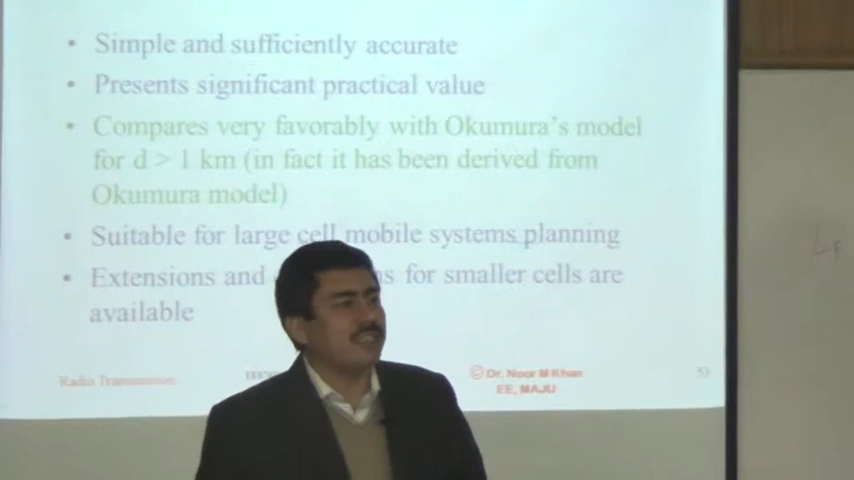 • Simple and sufficiently accurate
• Presents significant practical value
• Compares very favorably with Okumura's model
for d > 1 km (in fact it has been derived from
Okumura model)
• Suitable for large cell mobile systems planning
• Extensions and for smaller cells are
available
Radio Transmission
© Dr. Noor M Khan
EE, MAJU
53